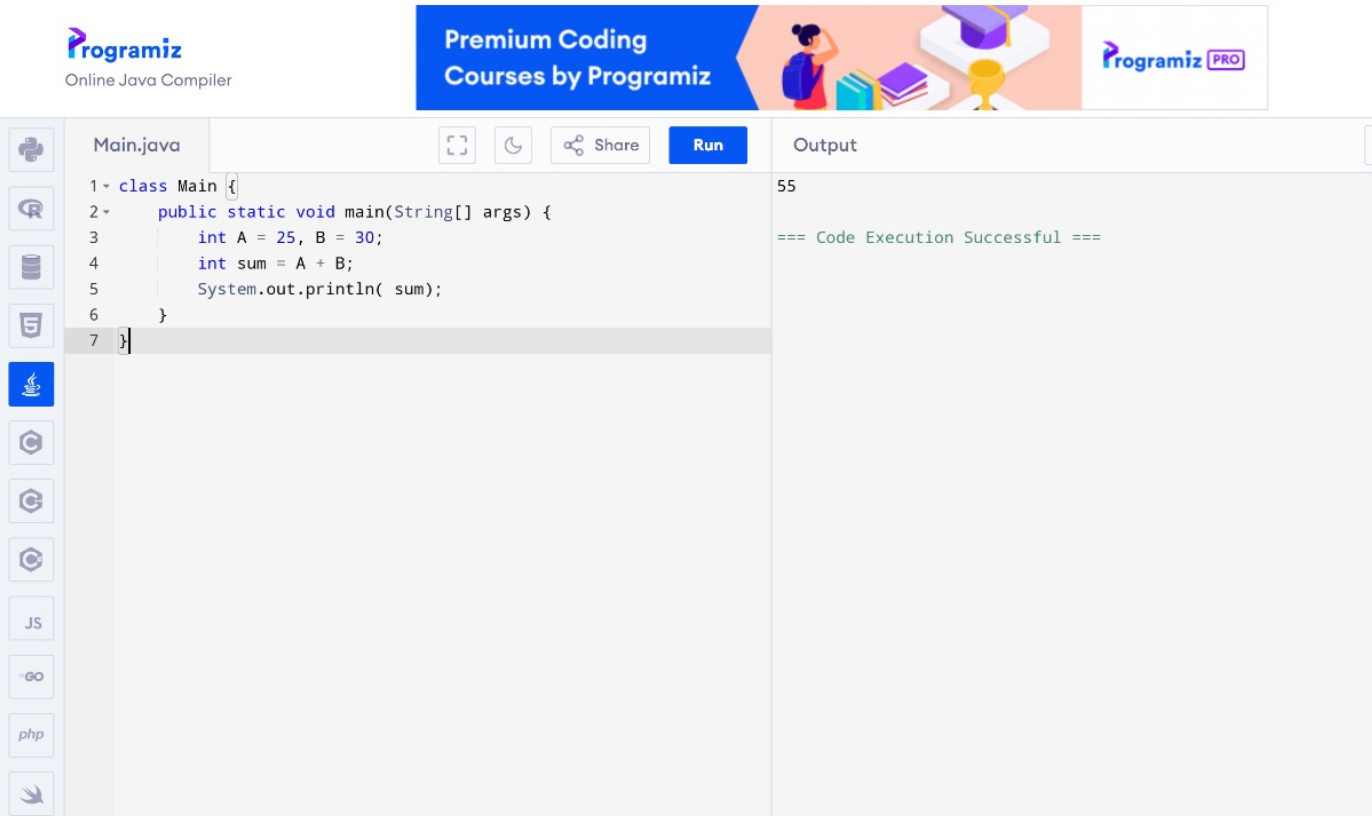 Programiz
Online Java Compiler
Premium Coding
Courses by Programiz
Programiz PRO
Main.java
Share
Run
Output
1 class Main {
2 public static void main(String[] args) {
3 int A = 25, B = 30;
4 int sum = A + B;
5 System.out.println( sum);
6 }
7 }
55
=== Code Execution Successful ===
R
5
C
C
C
JS
GO
php